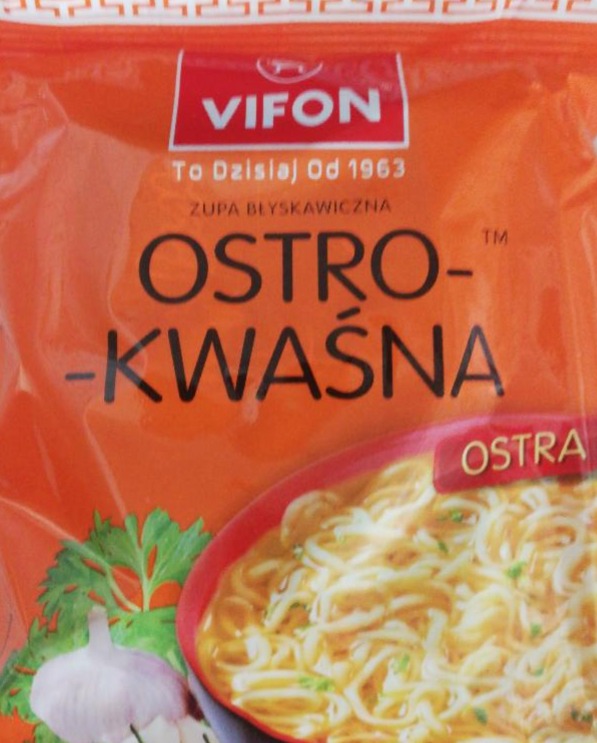 VIFON
To Dzisiaj Od 1963
ZUPA BŁYSKAWICZNA
OSTRO- ™
-KWAŚNA
OSTRA